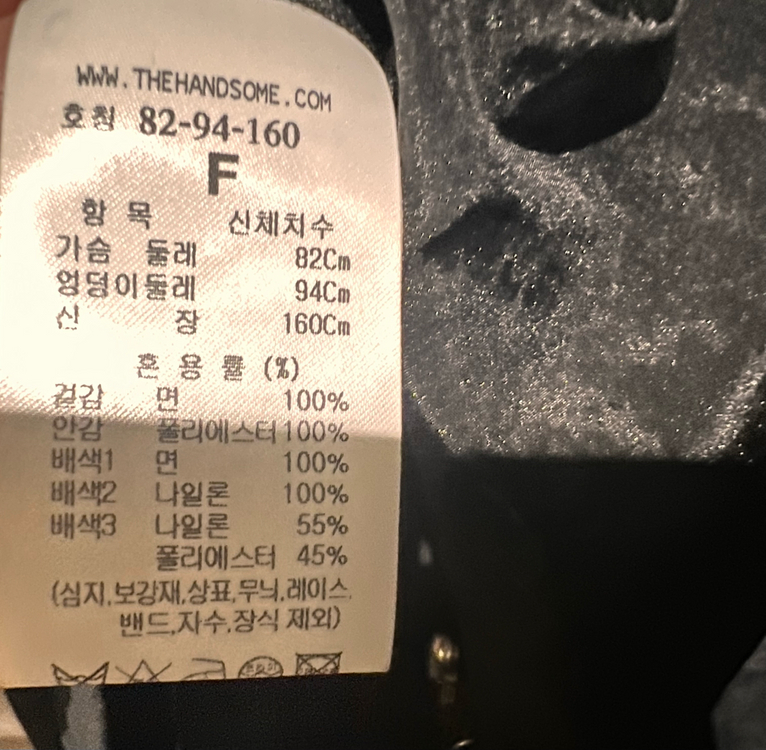 WWW.THEHANDSOME.COM
호칭 82-94-160
F
항 목 신체치수
가슴 둘레 82Cm
엉덩이둘레 94Cm
신 장 160Cm
혼 용 률 (%)
겉감 면 100%
안감 폴리에스터 100%
배색1 면 100%
배색2 나일론 100%
배색3 나일론 55%
폴리에스터 45%
(심지,보강재,상표,무늬,레이스,
밴드,자수,장식 제외)